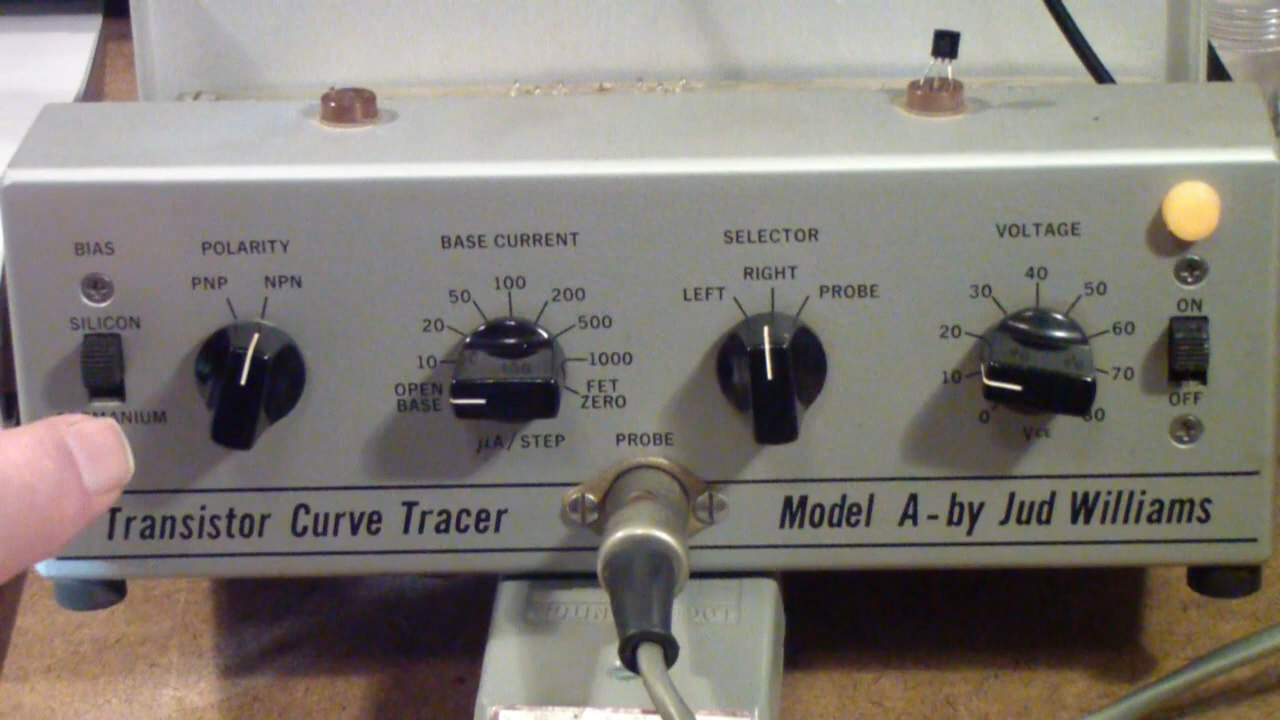 BIAS
POLARITY
BASE CURRENT
SELECTOR
VOLTAGE
PNP NPN
SILICON
GERMANIUM
10 20 50 100 200 500 1000
OPEN
BASE
FET
ZERO
µA/STEP
LEFT RIGHT PROBE
0 10 20 30 40 50 60 70 80
Vcc
ON
OFF
PROBE
Transistor Curve Tracer
Model A-by Jud Williams